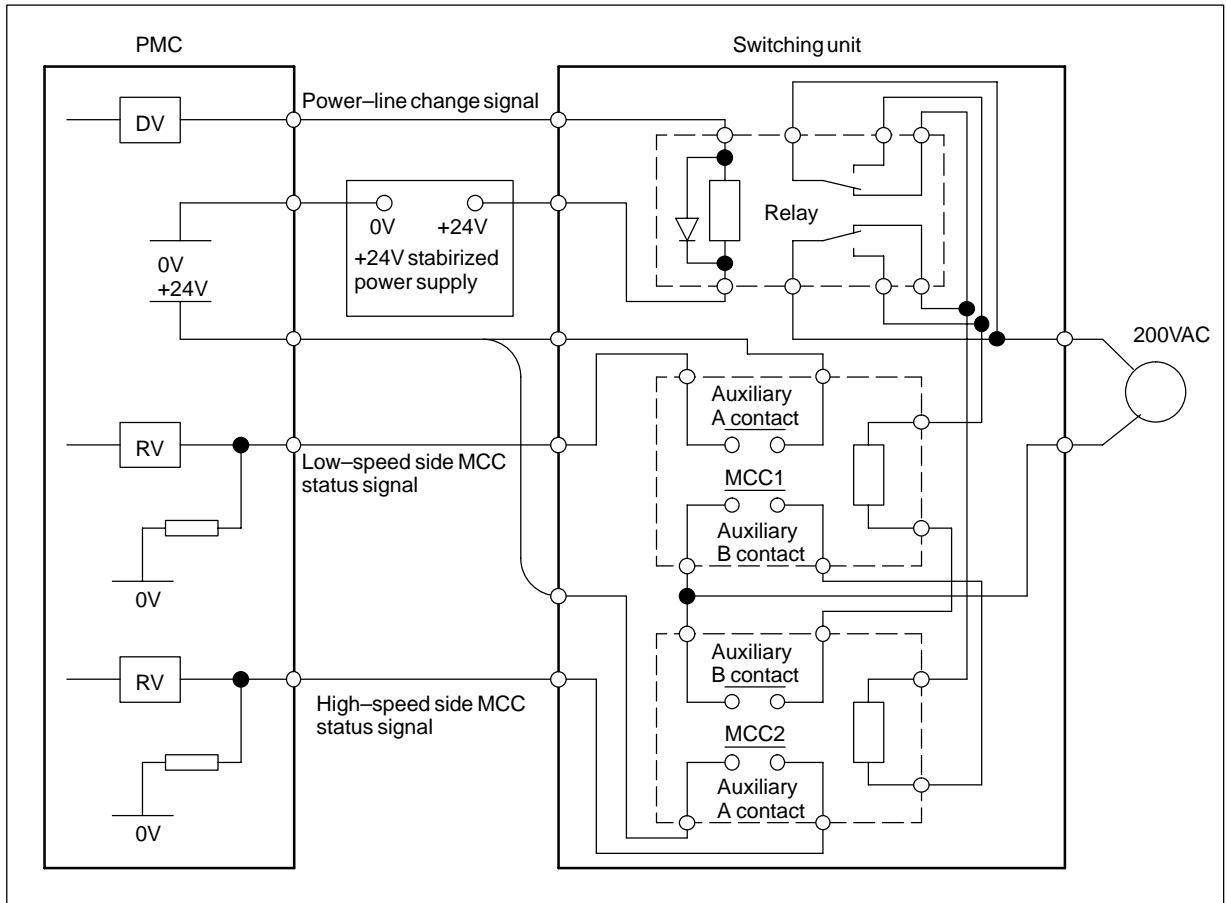 PMC
Switching unit
DV
Power–line change signal
0V
+24V
+24V stabirized
power supply
0V
+24V
Relay
200VAC
RV
Low–speed side MCC
status signal
0V
Auxiliary
A contact
MCC1
Auxiliary
B contact
RV
High–speed side MCC
status signal
0V
Auxiliary
B contact
MCC2
Auxiliary
A contact